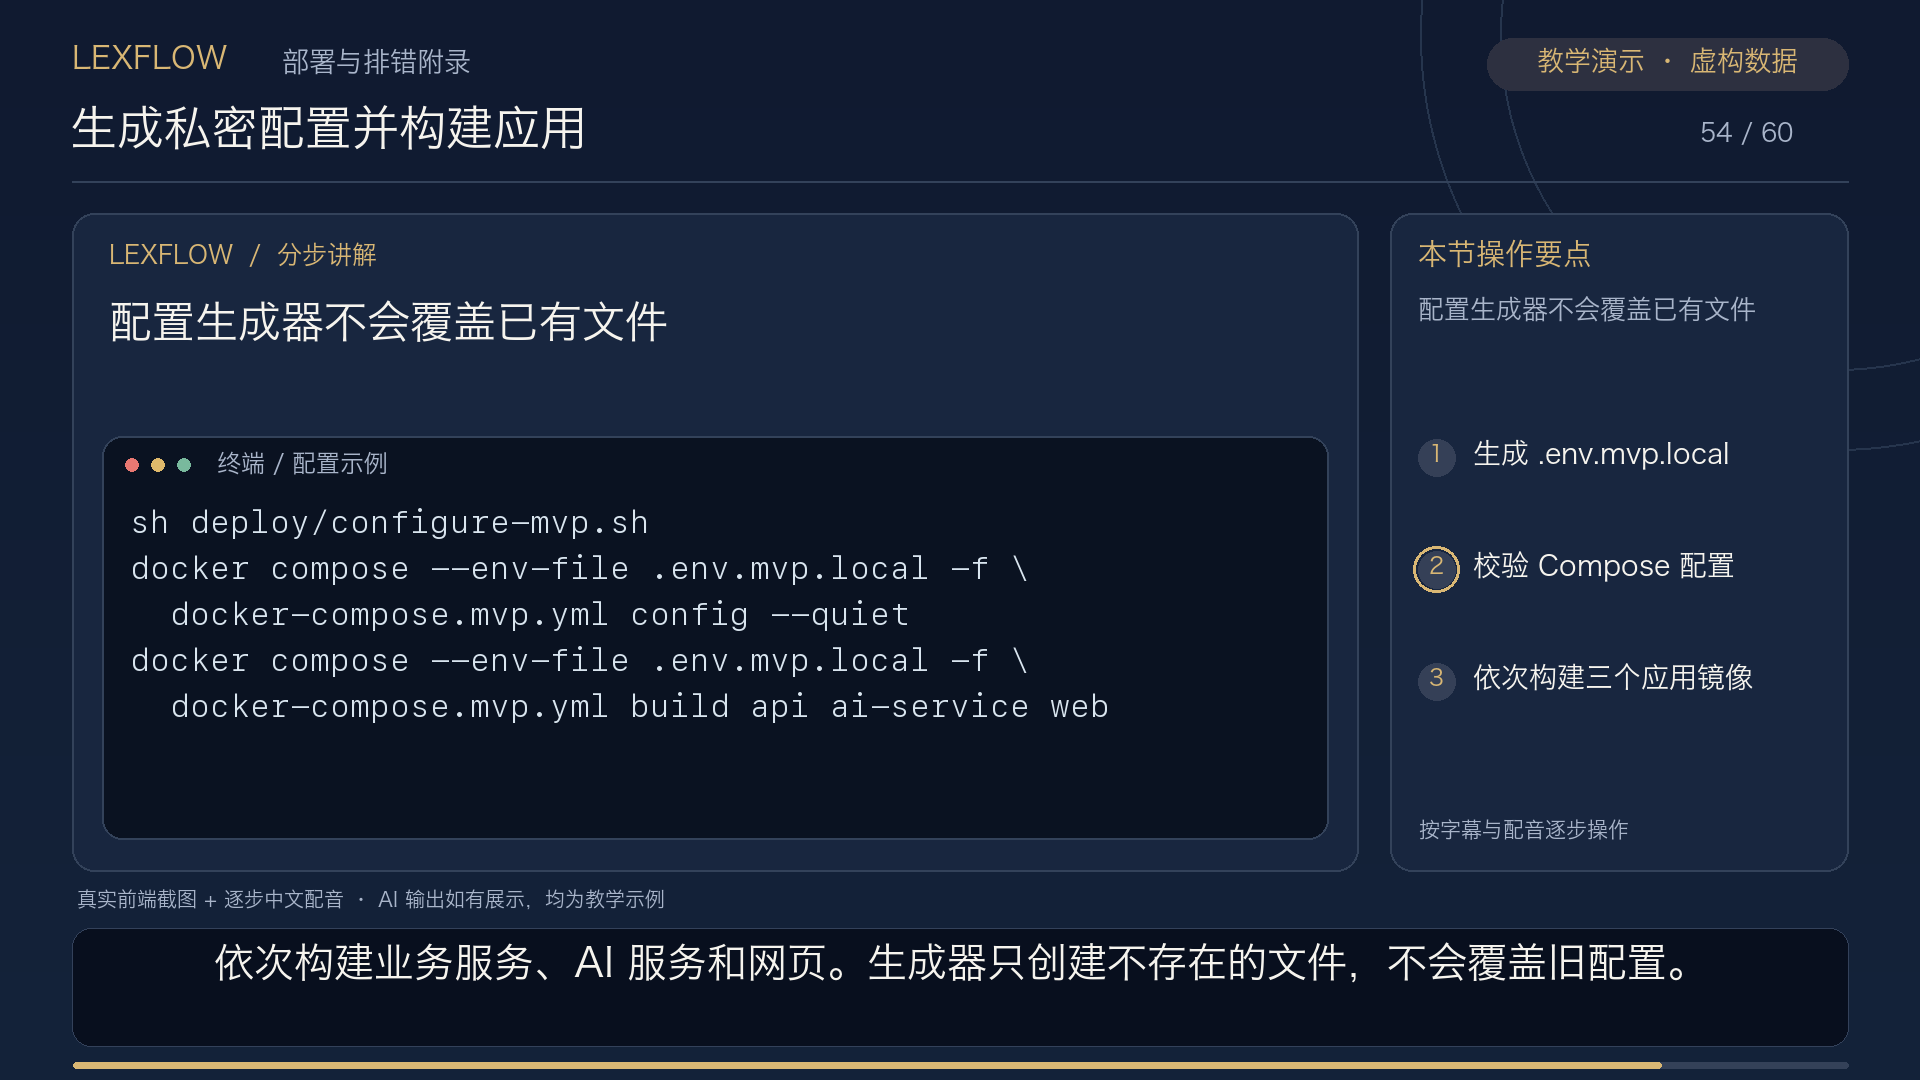 LEXFLOW 部署与排错附录
教学演示 · 虚构数据
生成私密配置并构建应用
54 / 60
LEXFLOW / 分步讲解
配置生成器不会覆盖已有文件
终端 / 配置示例
sh deploy/configure-mvp.sh
docker compose --env-file .env.mvp.local -f \
  docker-compose.mvp.yml config --quiet
docker compose --env-file .env.mvp.local -f \
  docker-compose.mvp.yml build api ai-service web
本节操作要点
配置生成器不会覆盖已有文件
1 生成 .env.mvp.local
2 校验 Compose 配置
3 依次构建三个应用镜像
按字幕与配音逐步操作
真实前端截图 + 逐步中文配音 · AI 输出如有展示，均为教学示例
依次构建业务服务、AI 服务和网页。生成器只创建不存在的文件，不会覆盖旧配置。